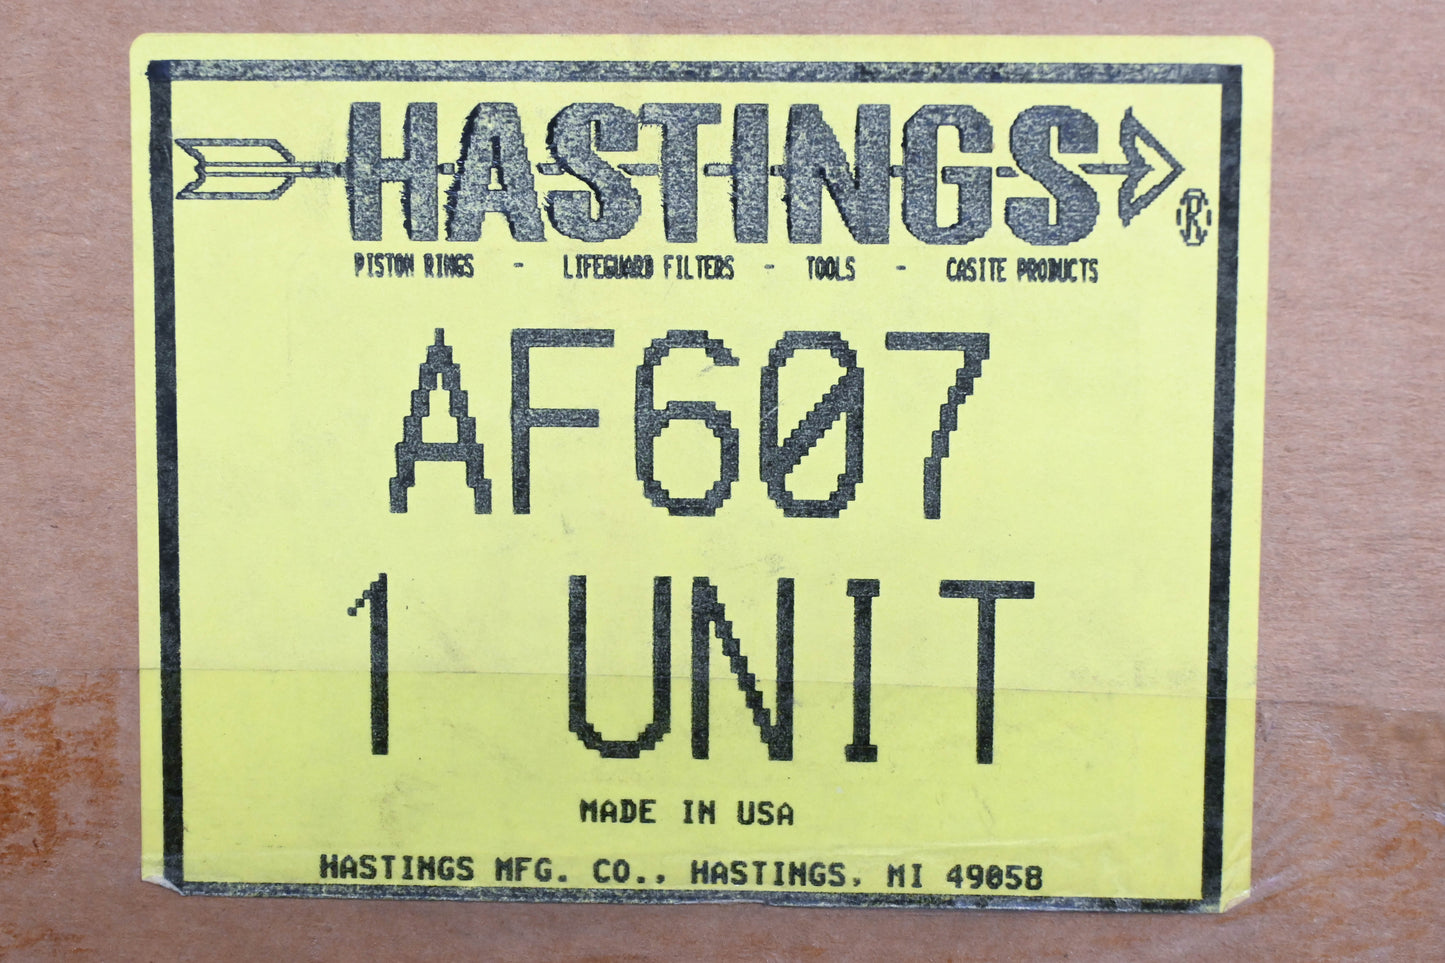 HASTINGS®
PISTON RINGS - LIFEGUARD FILTERS - TOOLS - CASITE PRODUCTS
AF607
1 UNIT
MADE IN USA
HASTINGS MFG. CO., HASTINGS, MI 49058